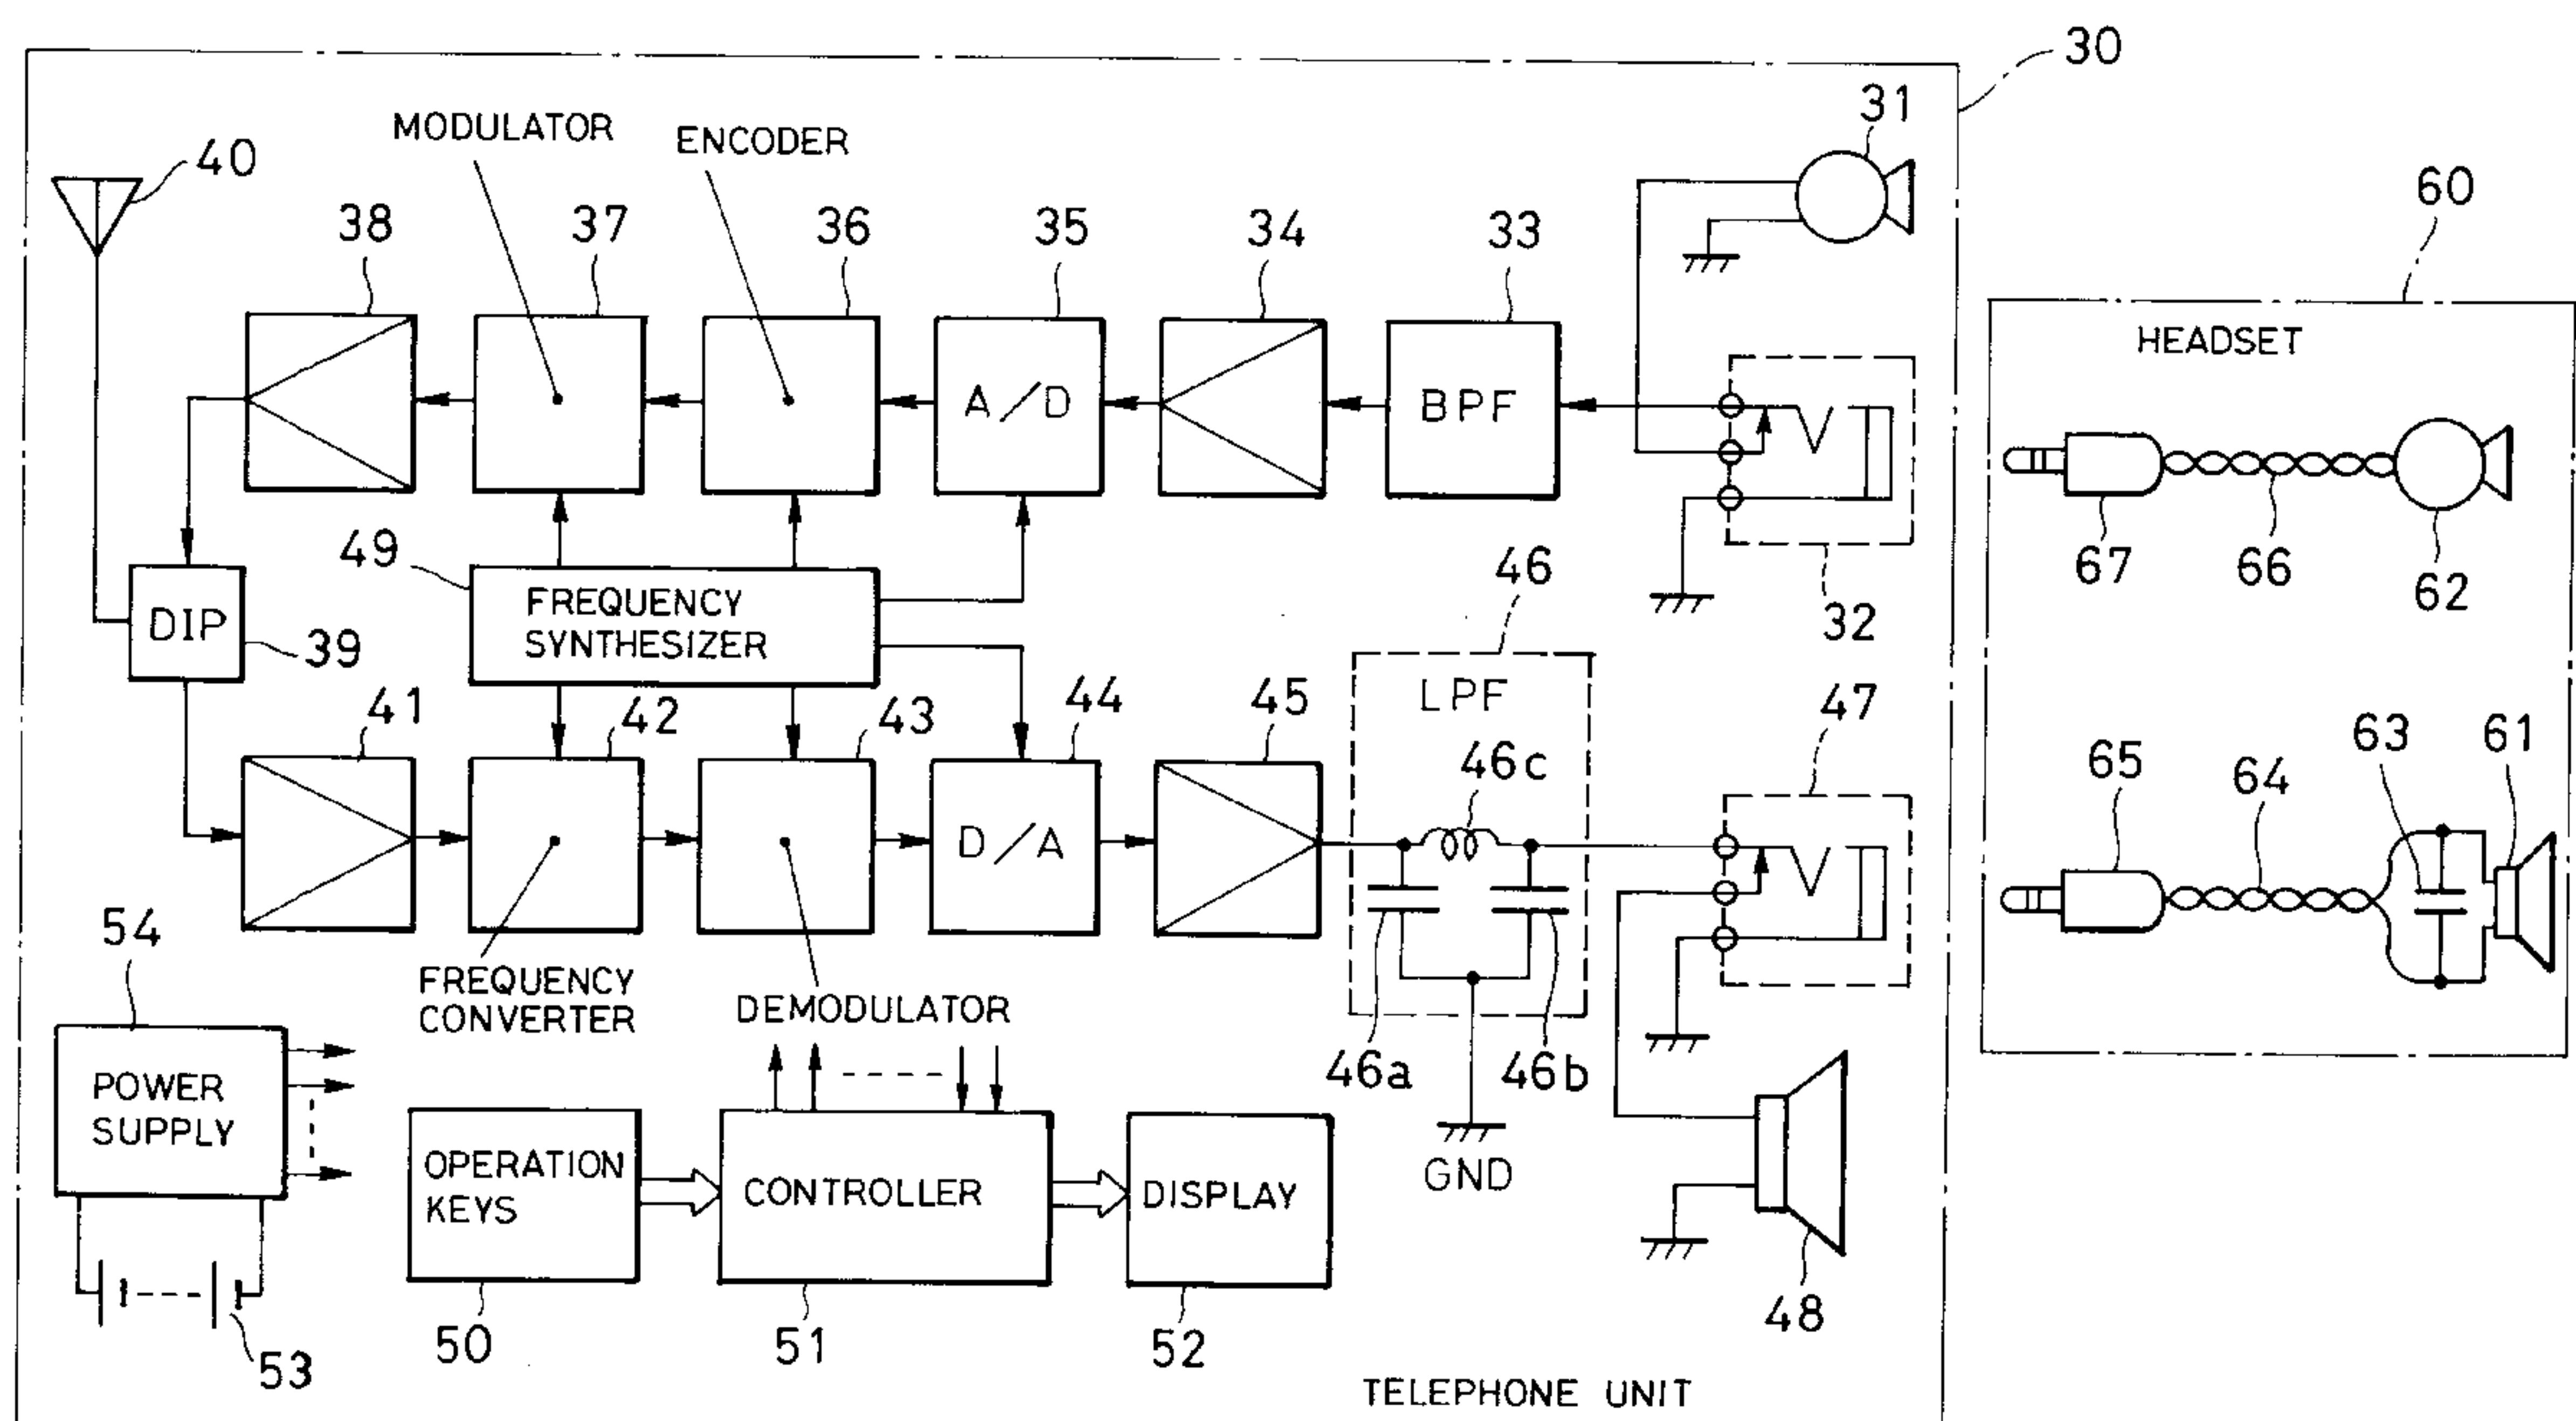 30
31
MODULATOR
ENCODER
40
60
38
37
36
35
34
33
HEADSET
A/D
BPF
49
46
67
66
62
FREQUENCY
SYNTHESIZER
DIP
39
32
LPF
41
42
43
44
45
47
46c
65
64
63
61
D/A
54
FREQUENCY
CONVERTER
DEMODULATOR
46a
46b
POWER
SUPPLY
OPERATION
KEYS
CONTROLLER
DISPLAY
GND
53
50
51
52
48
TELEPHONE UNIT